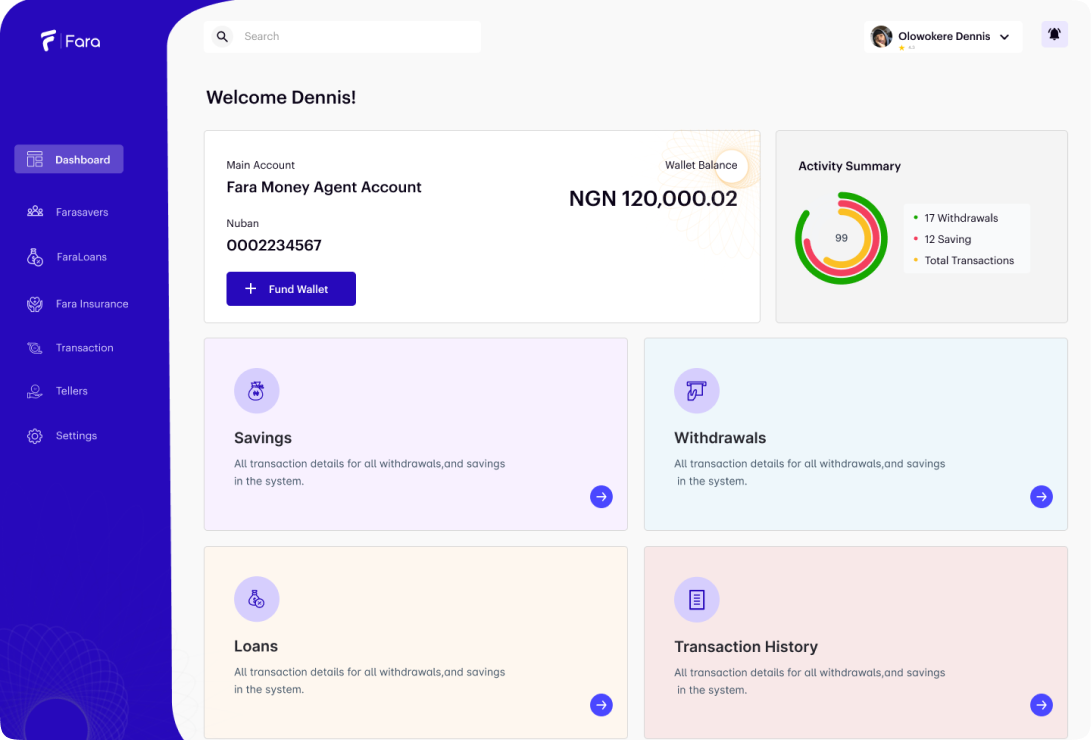 Fara
Search
Olowokere Dennis
Welcome Dennis!
Dashboard
Farasavers
FaraLoans
Fara Insurance
Transaction
Tellers
Settings
Main Account
Fara Money Agent Account
Nuban
0002234567
Fund Wallet
Wallet Balance
NGN 120,000.02
Activity Summary
99
17 Withdrawals
12 Saving
Total Transactions
Savings
All transaction details for all withdrawals,and savings
in the system.
Withdrawals
All transaction details for all withdrawals,and savings
in the system.
Loans
All transaction details for all withdrawals,and savings
in the system.
Transaction History
All transaction details for all withdrawals,and savings
in the system.